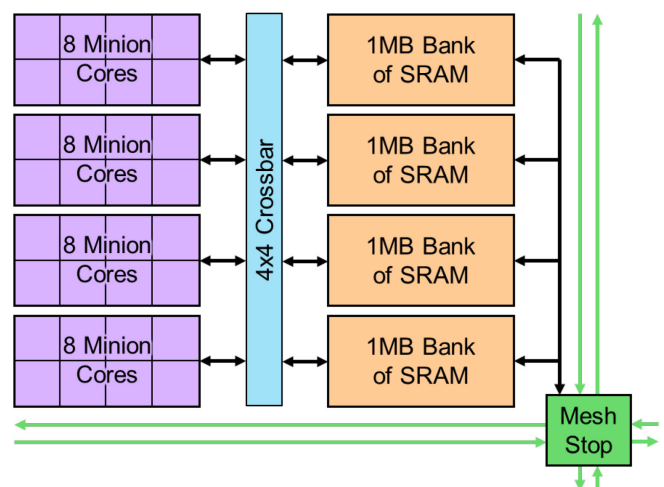 8 Minion
Cores
1MB Bank
of SRAM
8 Minion
Cores
1MB Bank
of SRAM
4x4 Crossbar
8 Minion
Cores
1MB Bank
of SRAM
8 Minion
Cores
1MB Bank
of SRAM
Mesh
Stop